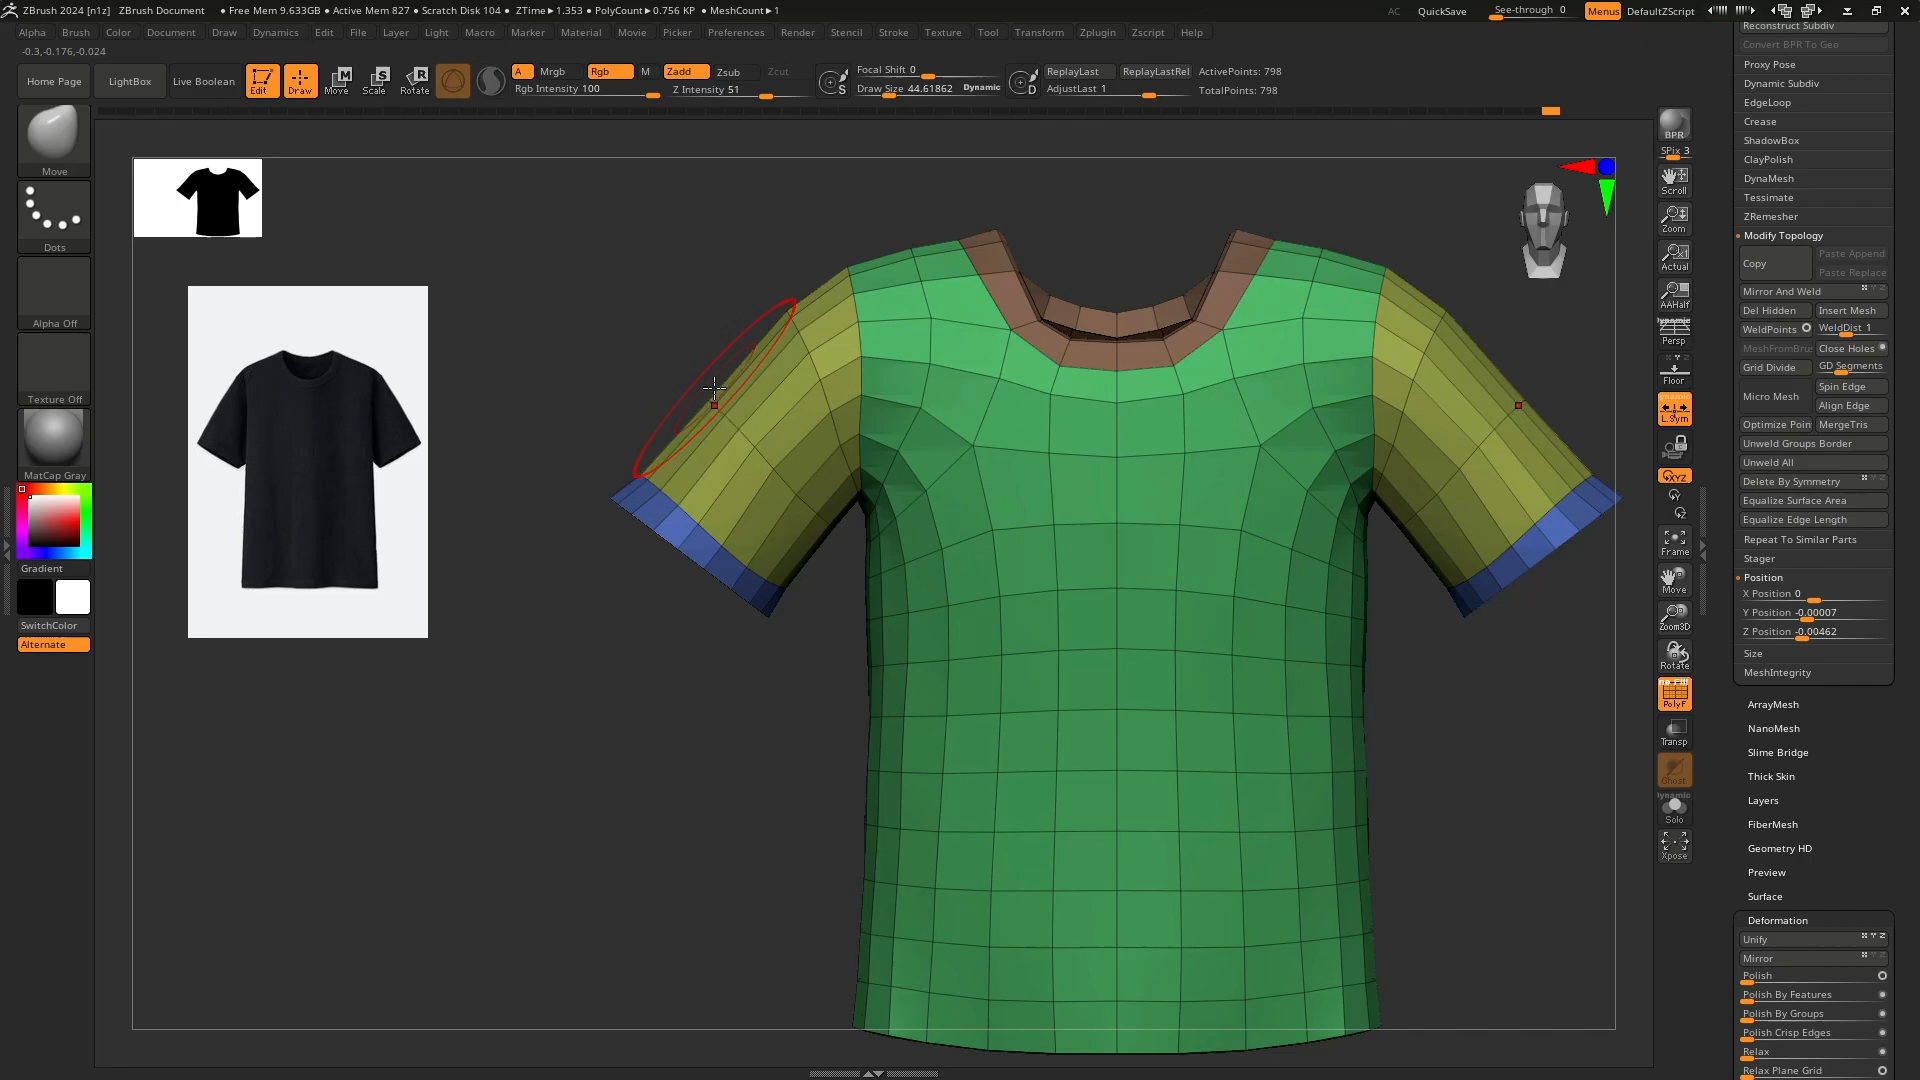 ZBrush 2024 [n1z] ZBrush Document • Free Mem 9.633GB • Active Mem 827 • Scratch Disk 104 • ZTime▸1.353 • PolyCount▸0.756 KP • MeshCount▸1 AC QuickSave See-through 0 Menus DefaultZScript
Alpha Brush Color Document Draw Dynamics Edit File Layer Light Macro Marker Material Movie Picker Preferences Render Stencil Stroke Texture Tool Transform Zplugin Zscript Help
-0.3,-0.176,-0.024
Home Page LightBox Live Boolean Edit Draw Move Scale Rotate
A Mrgb Rgb M Zadd Zsub Zcut
Rgb Intensity 100 Z Intensity 51
Focal Shift 0
Draw Size 44.61862 Dynamic
S
D
ReplayLast ReplayLastRel ActivePoints: 798
AdjustLast 1 TotalPoints: 798
Move
Dots
Alpha Off
Texture Off
MatCap Gray
Gradient
SwitchColor
Alternate
BPR
SPix 3
Scroll
Zoom
Actual
AAHalf
Dynamic
Persp
Floor
Dynamic
L.Sym
XYZ
Y
Z
Frame
Move
Zoom3D
Rotate
PolyF
Transp
Ghost
Dynamic
Solo
Xpose
Reconstruct Subdiv
Convert BPR To Geo
Proxy Pose
Dynamic Subdiv
EdgeLoop
Crease
ShadowBox
ClayPolish
DynaMesh
Tessimate
ZRemesher
Modify Topology
Copy Paste Append
Paste Replace
Mirror And Weld
Del Hidden Insert Mesh
WeldPoints WeldDist 1
MeshFromBru Close Holes
Grid Divide GD Segments
Micro Mesh Spin Edge
Align Edge
Optimize Poin MergeTris
Unweld Groups Border
Unweld All
Delete By Symmetry
Equalize Surface Area
Equalize Edge Length
Repeat To Similar Parts
Stager
Position
X Position 0
Y Position -0.00007
Z Position -0.00462
Size
MeshIntegrity
ArrayMesh
NanoMesh
Slime Bridge
Thick Skin
Layers
FiberMesh
Geometry HD
Preview
Surface
Deformation
Unify
Mirror
Polish
Polish By Features
Polish By Groups
Polish Crisp Edges
Relax
Relax Plane Grid